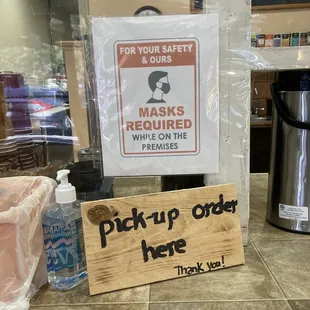 FOR YOUR SAFETY
& OURS
MASKS
REQUIRED
WHILE ON THE
PREMISES
pick-up order
here
Thank you!